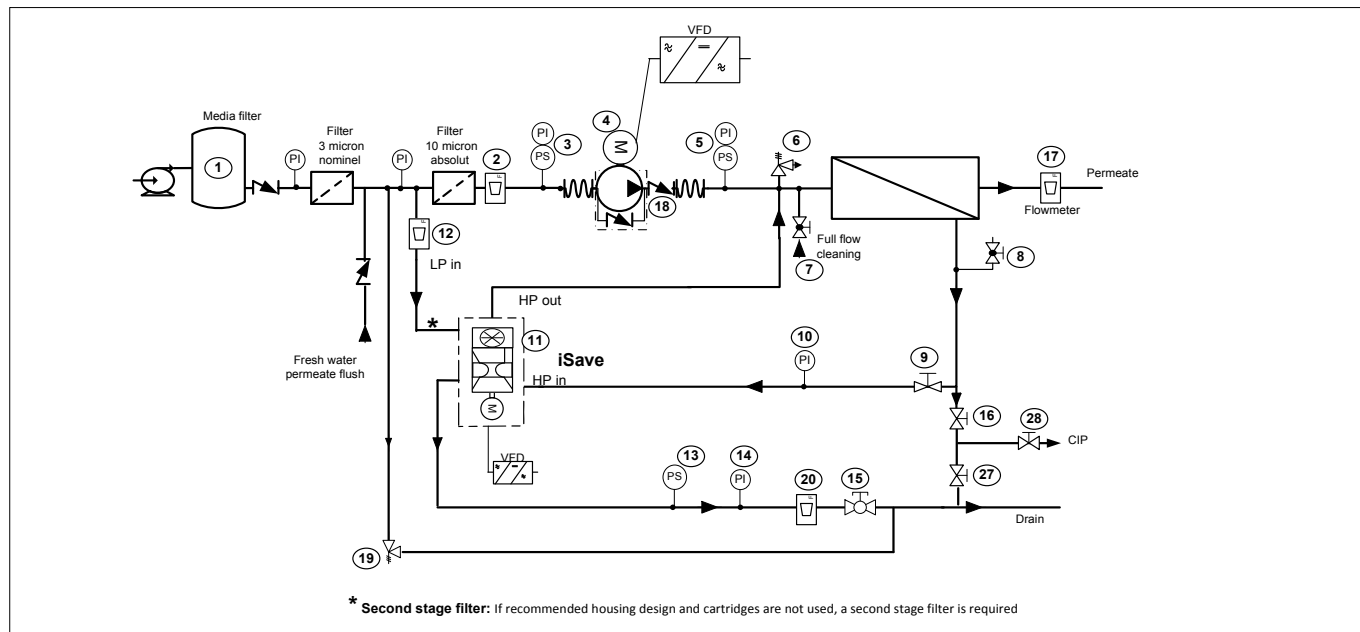 VFD
Media filter
1
PI
Filter
3 micron
nominel
PI
Filter
10 micron
absolut
F
2
PI
PS
3
4
M
18
5
PI
PS
6
17
F
Permeate
Flowmeter
Full flow
cleaning
7
8
F
12
LP in
HP out
*
11
iSave
HP in
M
VFD
Fresh water
permeate flush
10
PI
9
16
28
CIP
27
13
PS
14
PI
20
F
15
Drain
19
* Second stage filter: If recommended housing design and cartridges are not used, a second stage filter is required